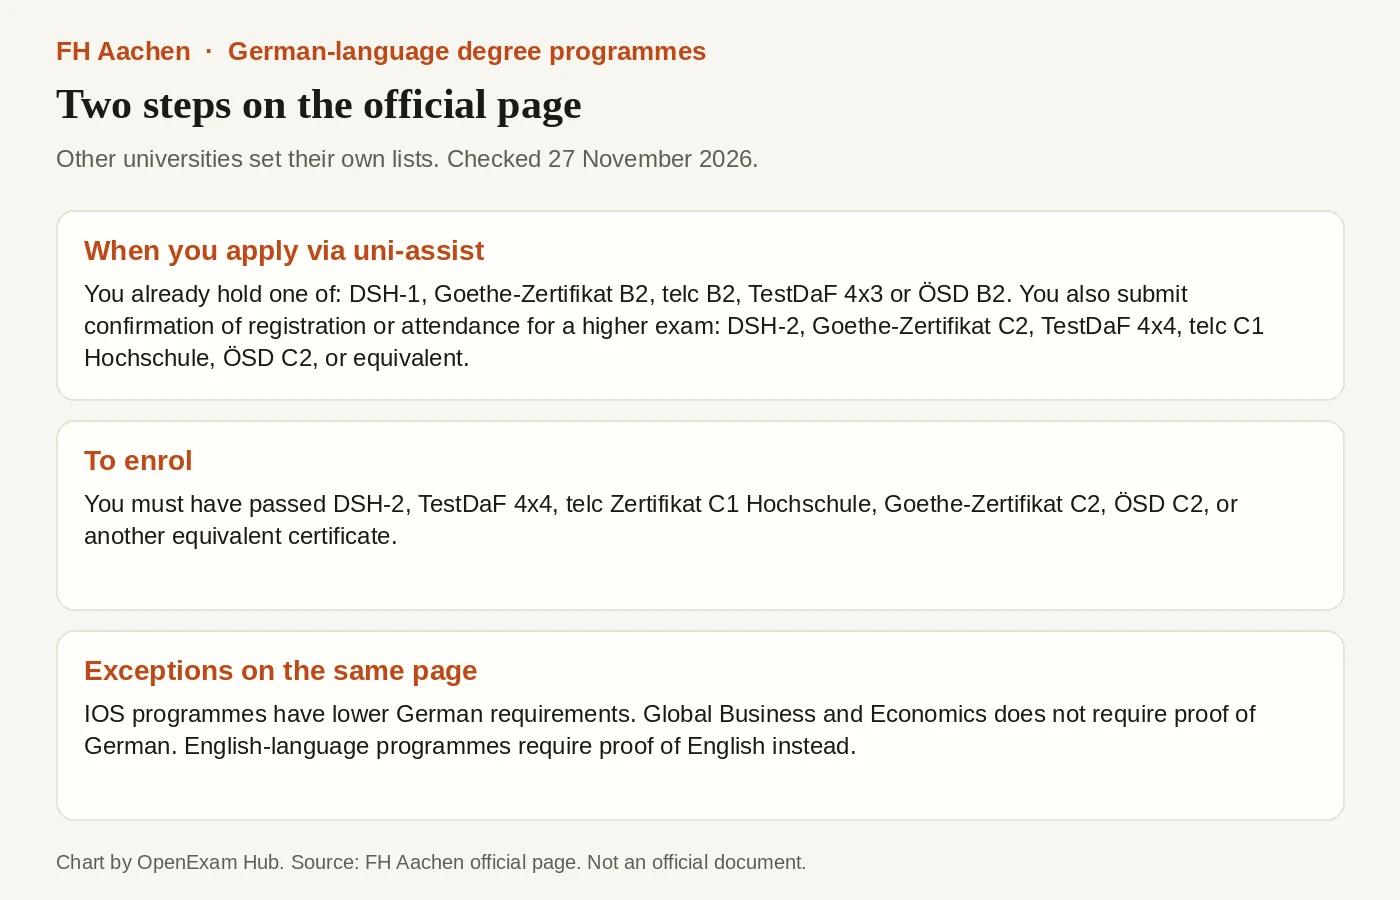 FH Aachen · German-language degree programmes
Two steps on the official page
Other universities set their own lists. Checked 27 November 2026.
When you apply via uni-assist
You already hold one of: DSH-1, Goethe-Zertifikat B2, telc B2, TestDaF 4x3 or ÖSD B2. You also submit
confirmation of registration or attendance for a higher exam: DSH-2, Goethe-Zertifikat C2, TestDaF 4x4, telc C1
Hochschule, ÖSD C2, or equivalent.
To enrol
You must have passed DSH-2, TestDaF 4x4, telc Zertifikat C1 Hochschule, Goethe-Zertifikat C2, ÖSD C2, or
another equivalent certificate.
Exceptions on the same page
IOS programmes have lower German requirements. Global Business and Economics does not require proof of
German. English-language programmes require proof of English instead.
Chart by OpenExam Hub. Source: FH Aachen official page. Not an official document.